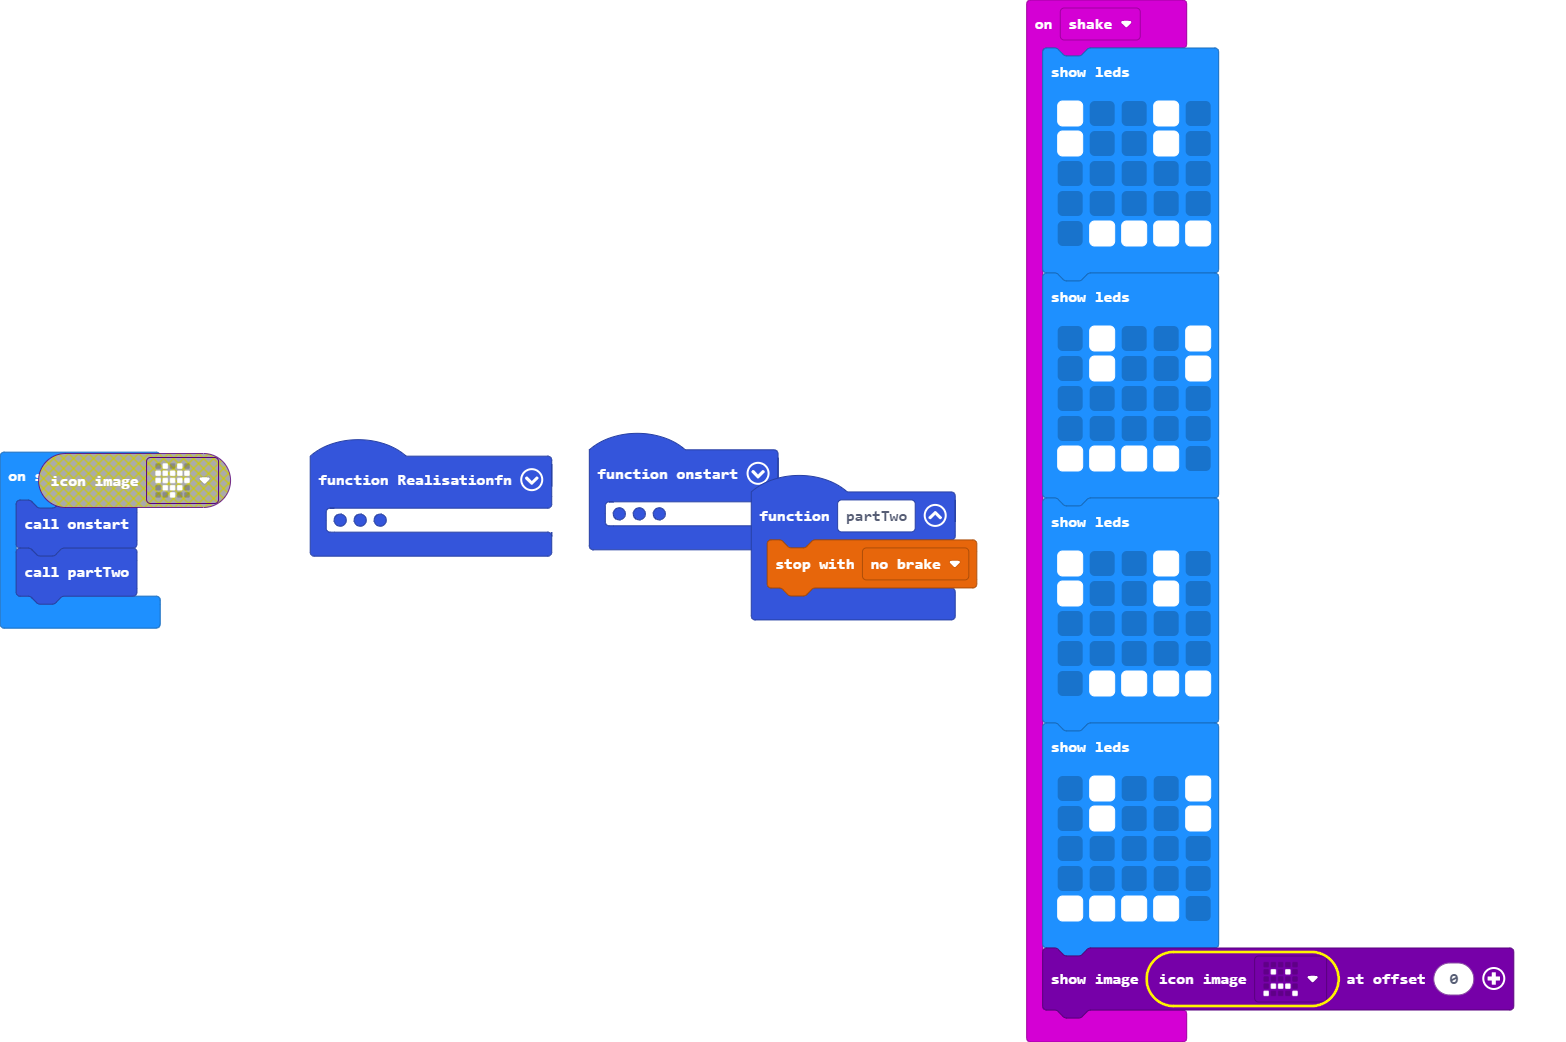 on
icon image
call onstart
call partTwo
function Realisationfn
function onstart
function partTwo
stop with no brake
on shake
show leds
show leds
show leds
show leds
show image icon image at offset 0